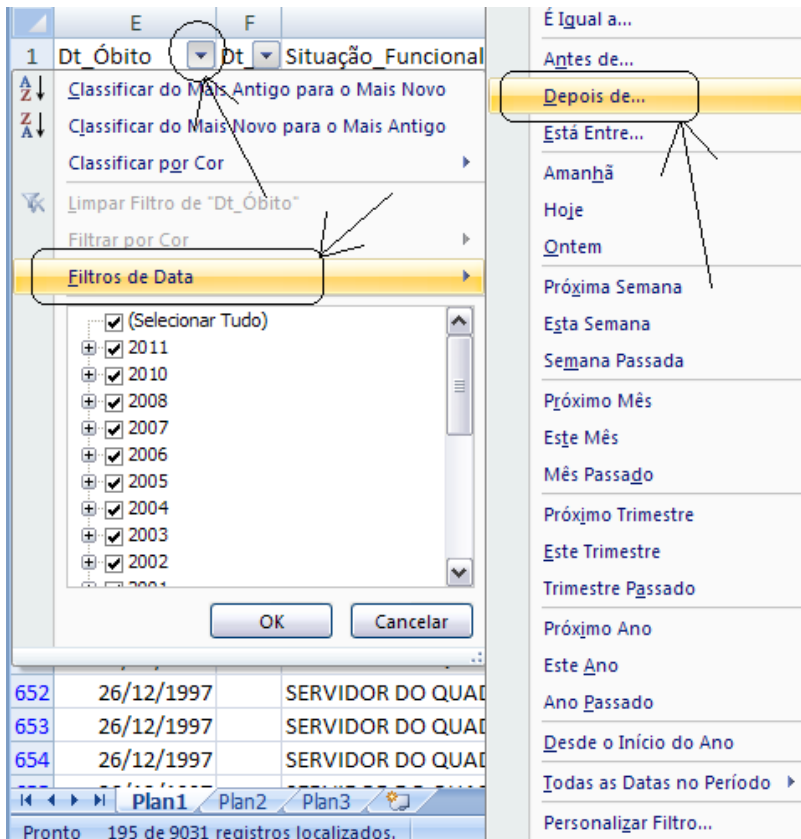 E F
1 Dt_Óbito Dt_ Situação_Funcional
Classificar do Mais Antigo para o Mais Novo
Classificar do Mais Novo para o Mais Antigo
Classificar por Cor
Limpar Filtro de "Dt_Óbito"
Filtrar por Cor
Filtros de Data
(Selecionar Tudo)
2011
2010
2008
2007
2006
2005
2004
2003
2002
2001
OK Cancelar
652 26/12/1997 SERVIDOR DO QUAD
653 26/12/1997 SERVIDOR DO QUAD
654 26/12/1997 SERVIDOR DO QUAD
Plan1 Plan2 Plan3
Pronto 195 de 9031 registros localizados.
É Igual a...
Antes de...
Depois de...
Está Entre...
Amanhã
Hoje
Ontem
Próxima Semana
Esta Semana
Semana Passada
Próximo Mês
Este Mês
Mês Passado
Próximo Trimestre
Este Trimestre
Trimestre Passado
Próximo Ano
Este Ano
Ano Passado
Desde o Início do Ano
Todas as Datas no Período
Personalizar Filtro...